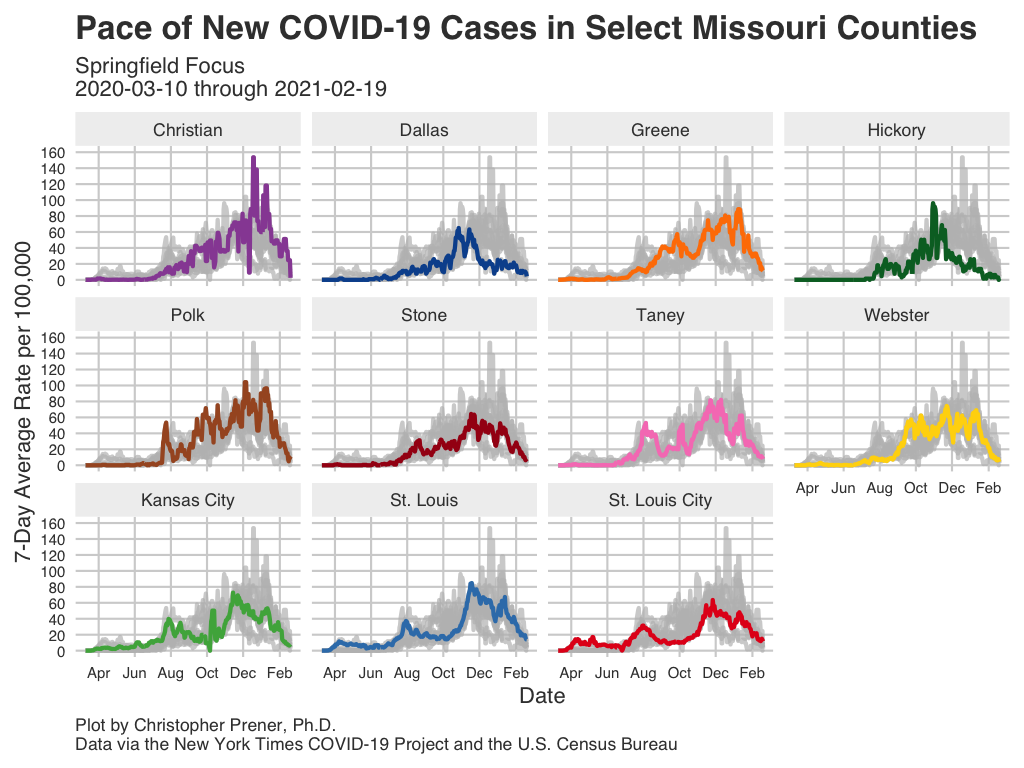 Pace of New COVID-19 Cases in Select Missouri Counties
Springfield Focus
2020-03-10 through 2021-02-19
Christian Dallas Greene Hickory
160
140
120
100
80
60
40
20
0
Polk Stone Taney Webster
160
140
120
100
80
60
40
20
0
Apr Jun Aug Oct Dec Feb
Kansas City St. Louis St. Louis City
160
140
120
100
80
60
40
20
0
Apr Jun Aug Oct Dec Feb Apr Jun Aug Oct Dec Feb Apr Jun Aug Oct Dec Feb
7-Day Average Rate per 100,000
Date
Plot by Christopher Prener, Ph.D.
Data via the New York Times COVID-19 Project and the U.S. Census Bureau